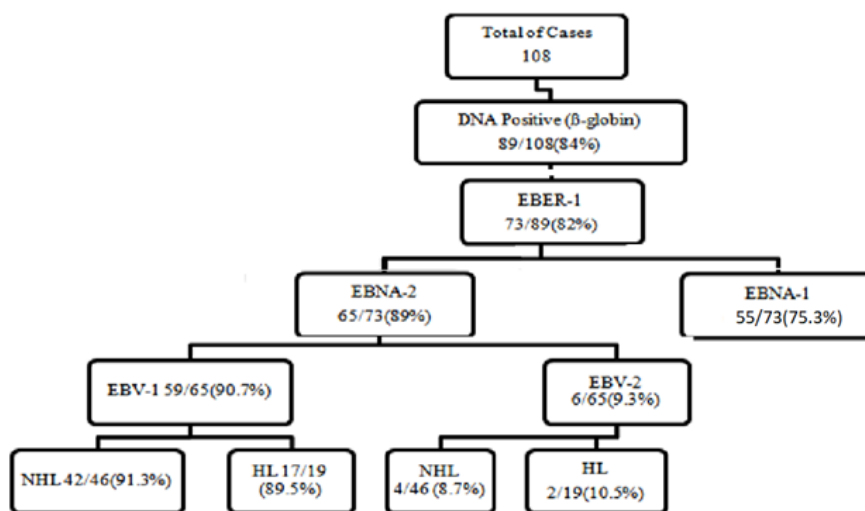 Total of Cases
108
DNA Positive (ß-globin)
89/108(84%)
EBER-1
73/89(82%)
EBNA-2
65/73(89%)
EBNA-1
55/73(75.3%)
EBV-1 59/65(90.7%)
EBV-2
6/65(9.3%)
NHL 42/46(91.3%)
HL 17/19
(89.5%)
NHL
4/46 (8.7%)
HL
2/19(10.5%)